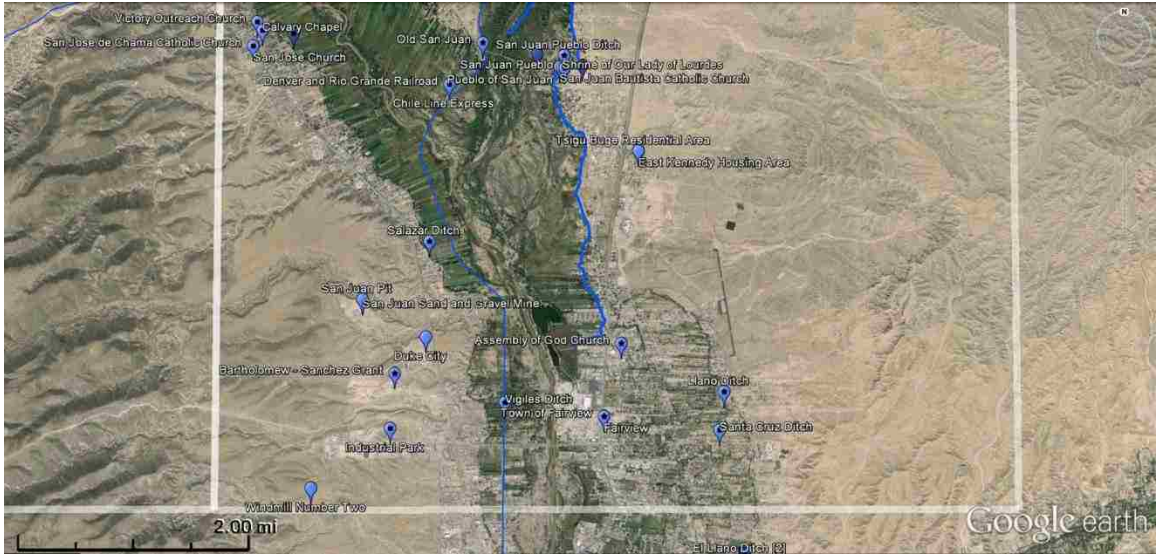 N
Victory Outreach Church
Calvary Chapel
San Jose de Chama Catholic Church
San Jose Church
Old San Juan
San Juan Pueblo Ditch
San Juan Pueblo
Shrine of Our Lady of Lourdes
Denver and Rio Grande Railroad
Pueblo of San Juan
San Juan Bautista Catholic Church
Chile Line Express
Tsigu Buge Residential Area
East Kennedy Housing Area
Salazar Ditch
San Juan Pit
San Juan Sand and Gravel Mine
Assembly of God Church
Duke City
Bartholomew - Sanchez Grant
Llano Ditch
Vigiles Ditch
Town of Fairview
Fairview
Santa Cruz Ditch
Industrial Park
Windmill Number Two
2.00 mi
Google earth
El Llano Ditch [2]